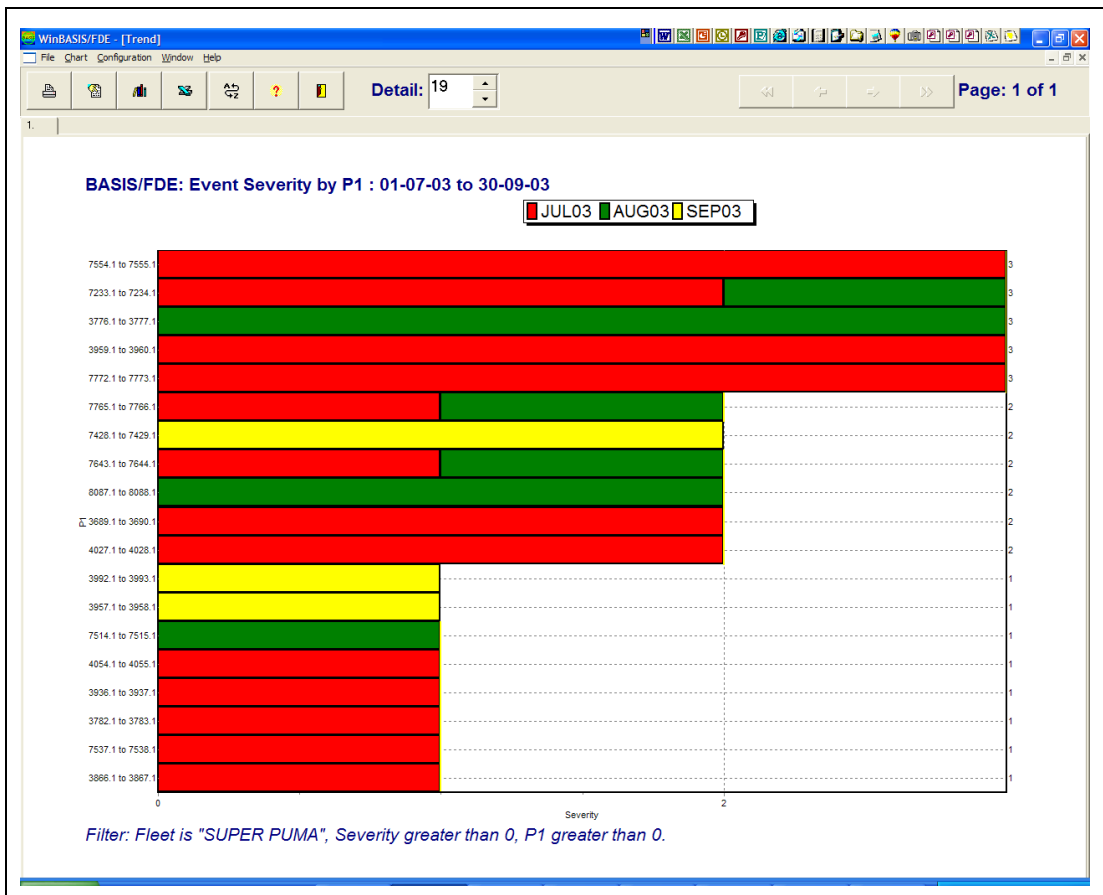 WinBASIS/FDE - [Trend]
File Chart Configuration Window Help
Detail: 19
Page: 1 of 1
1.
BASIS/FDE: Event Severity by P1 : 01-07-03 to 30-09-03
JUL03 AUG03 SEP03
7554.1 to 7555.1 3
7233.1 to 7234.1 3
3776.1 to 3777.1 3
3959.1 to 3960.1 3
7772.1 to 7773.1 3
7765.1 to 7766.1 2
7428.1 to 7429.1 2
7643.1 to 7644.1 2
8087.1 to 8088.1 2
P1
3689.1 to 3690.1 2
4027.1 to 4028.1 2
3992.1 to 3993.1 1
3957.1 to 3958.1 1
7514.1 to 7515.1 1
4054.1 to 4055.1 1
3936.1 to 3937.1 1
3782.1 to 3783.1 1
7537.1 to 7538.1 1
3866.1 to 3867.1 1
0 2
Severity
Filter: Fleet is "SUPER PUMA", Severity greater than 0, P1 greater than 0.